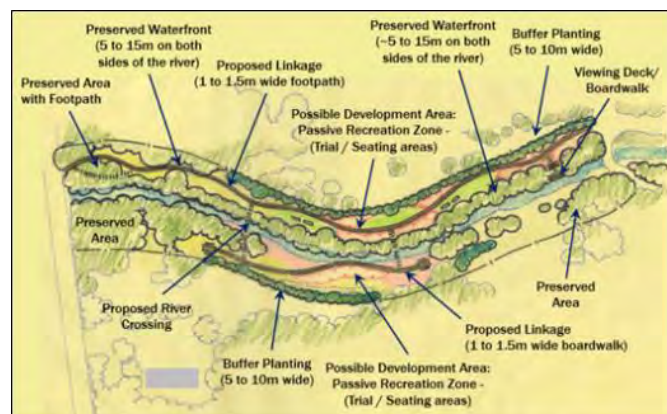 Preserved Waterfront
(5 to 15m on both
sides of the river)
Preserved Waterfront
(~5 to 15m on both
sides of the river)
Buffer Planting
(5 to 10m wide)
Preserved Area
with Footpath
Proposed Linkage
(1 to 1.5m wide footpath)
Viewing Deck/
Boardwalk
Possible Development Area:
Passive Recreation Zone -
(Trial / Seating areas)
Preserved
Area
Preserved
Area
Proposed River
Crossing
Proposed Linkage
(1 to 1.5m wide boardwalk)
Buffer Planting
(5 to 10m wide)
Possible Development Area:
Passive Recreation Zone -
(Trial / Seating areas)